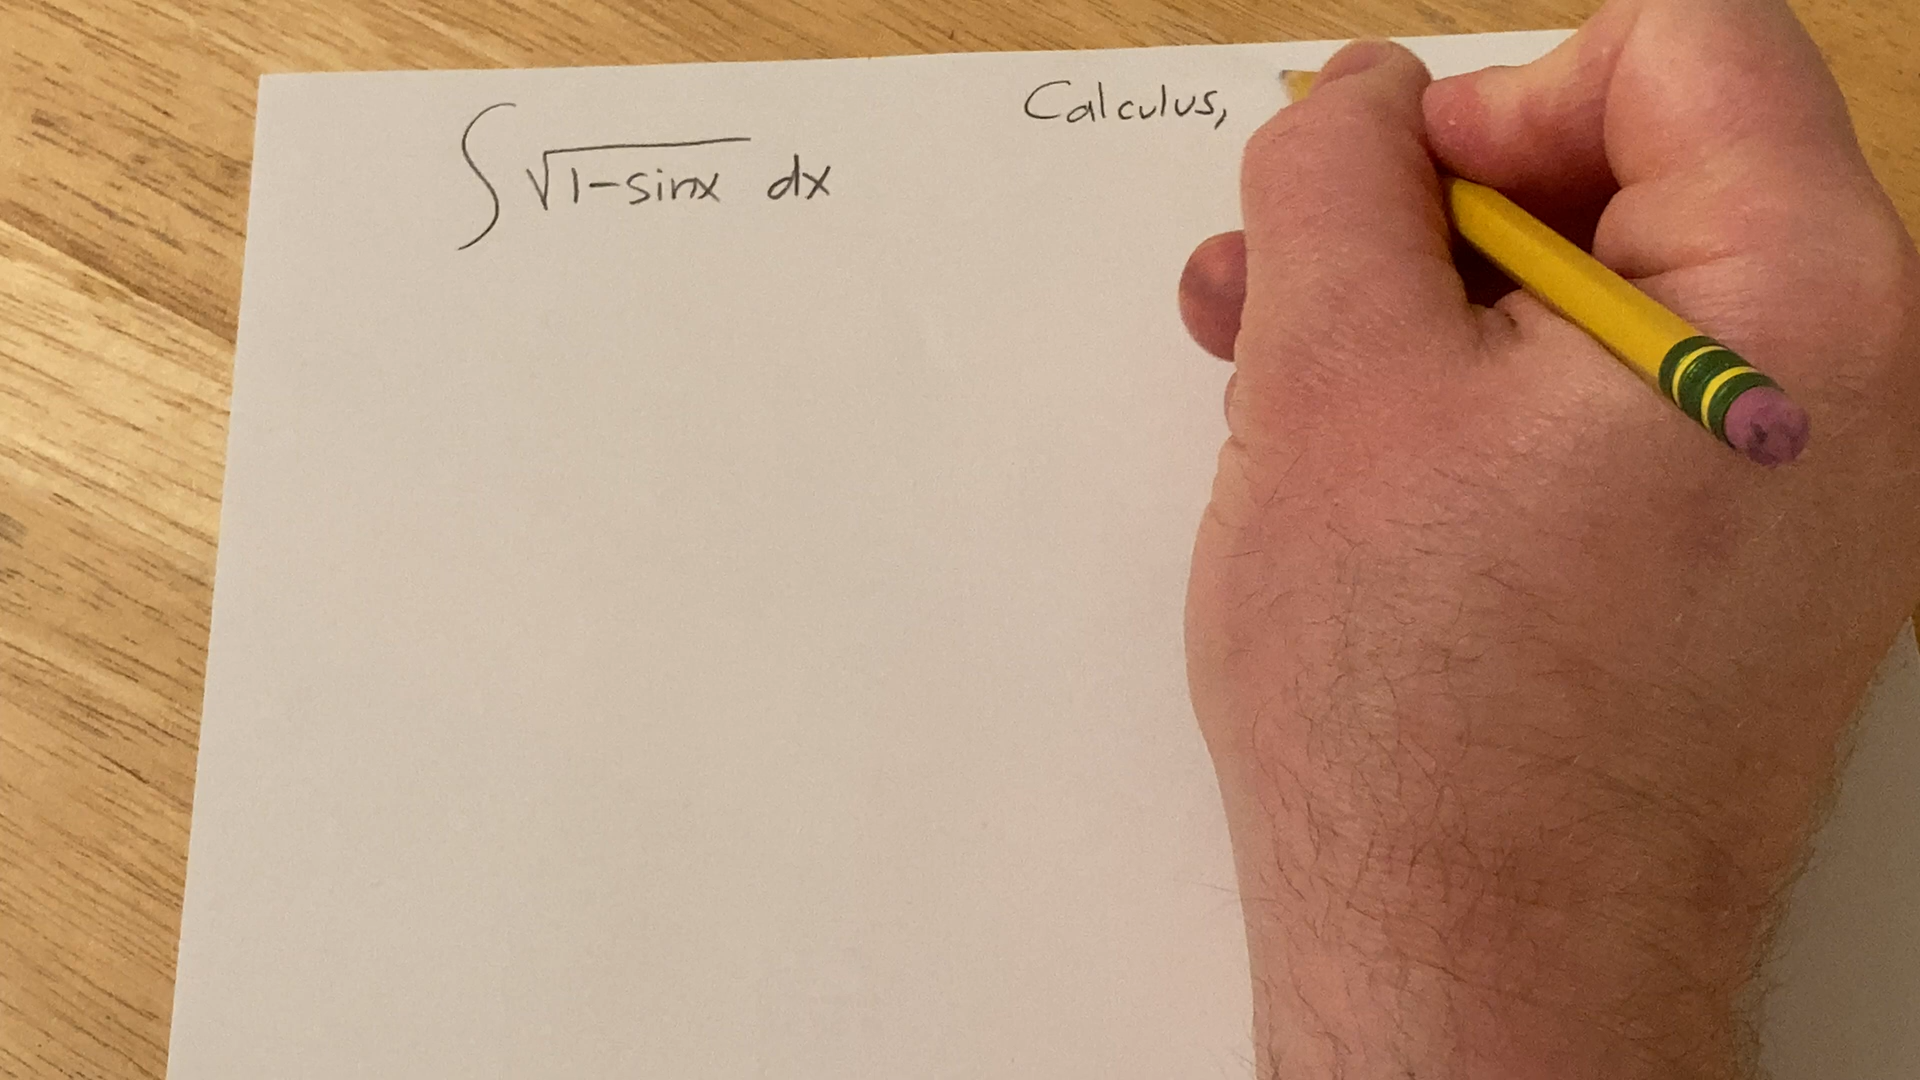 ∫ √1-sinx dx
Calculus,